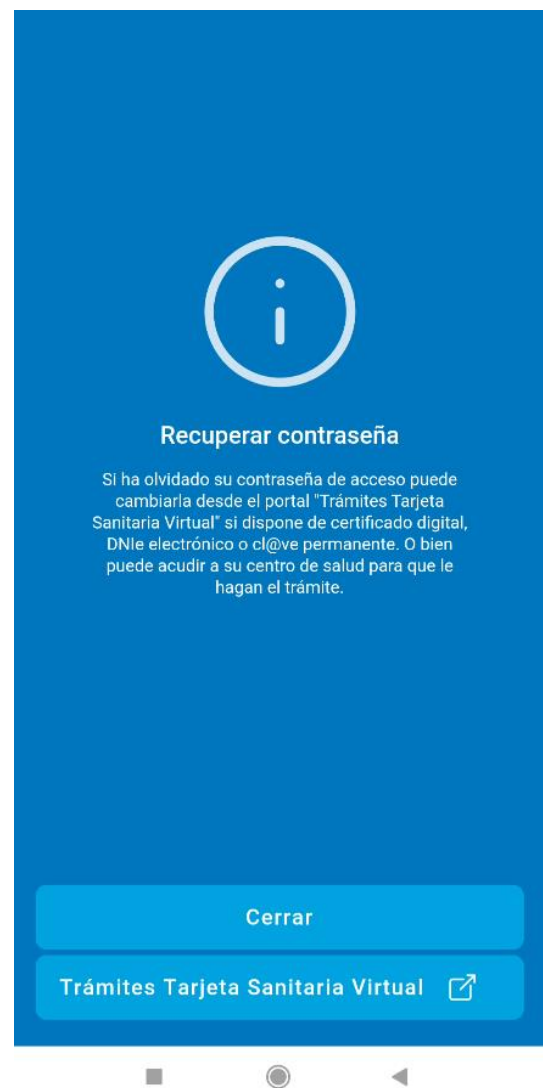 Recuperar contraseña
Si ha olvidado su contraseña de acceso puede
cambiarla desde el portal "Trámites Tarjeta
Sanitaria Virtual" si dispone de certificado digital,
DNIe electrónico o cl@ve permanente. O bien
puede acudir a su centro de salud para que le
hagan el trámite.
Cerrar
Trámites Tarjeta Sanitaria Virtual